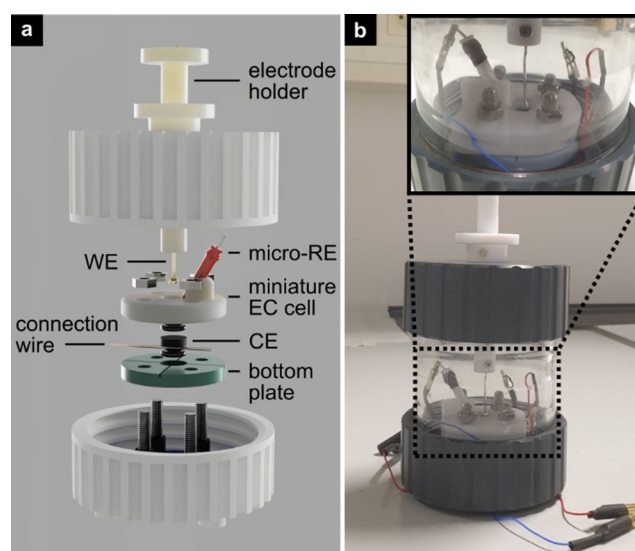 a
electrode
holder
WE
micro-RE
miniature
EC cell
connection
wire
CE
bottom
plate
b